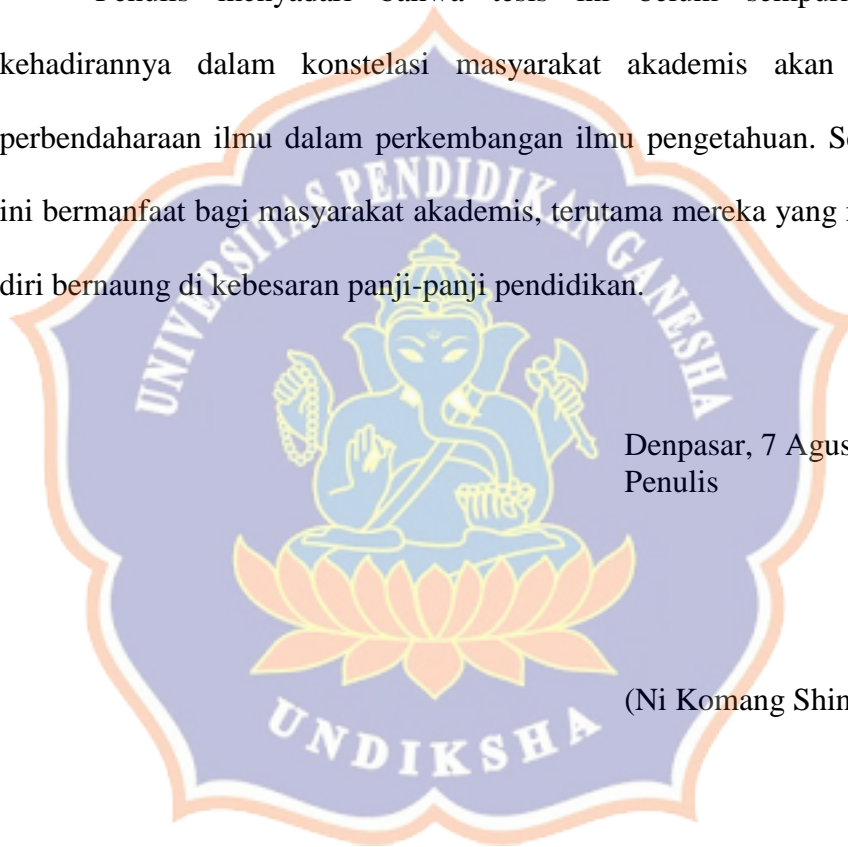 Penulis menyadari bahwa tesis ini belum
kehadirannya dalam konstelasi masyarakat akademis akan
perbendaharaan ilmu dalam perkembangan ilmu pengetahuan.
ini bermanfaat bagi masyarakat akademis, terutama mereka yang
diri bernaung di kebesaran panji-panji pendidikan.
UNIVERSITAS PENDIDIKAN GANESHA
Denpasar, 7 Agus
Penulis
(Ni Komang Shin
UNDIKSHA